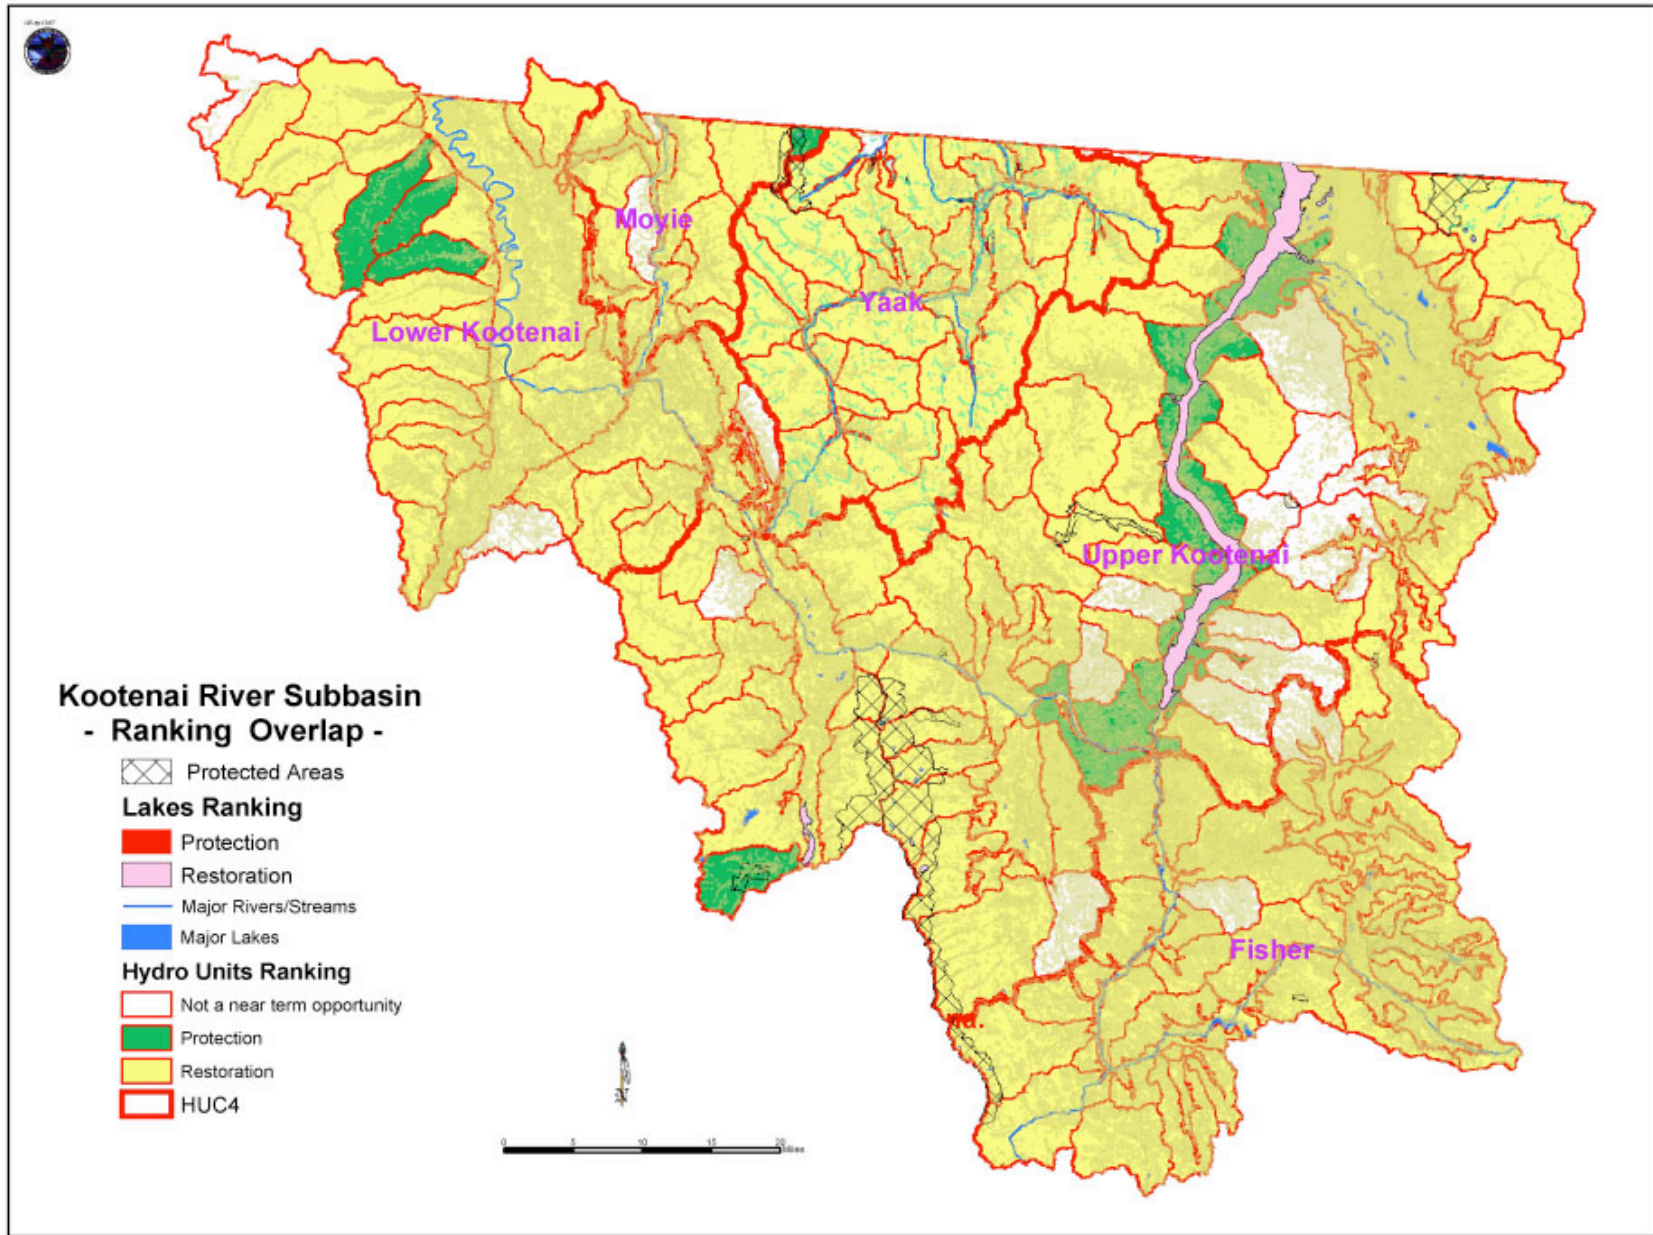 Moyie
Yaak
Lower Kootenai
Upper Kootenai
Fisher
Kootenai River Subbasin
- Ranking Overlap -
Protected Areas
Lakes Ranking
Protection
Restoration
Major Rivers/Streams
Major Lakes
Hydro Units Ranking
Not a near term opportunity
Protection
Restoration
HUC4
0 5 10 15 20 Miles